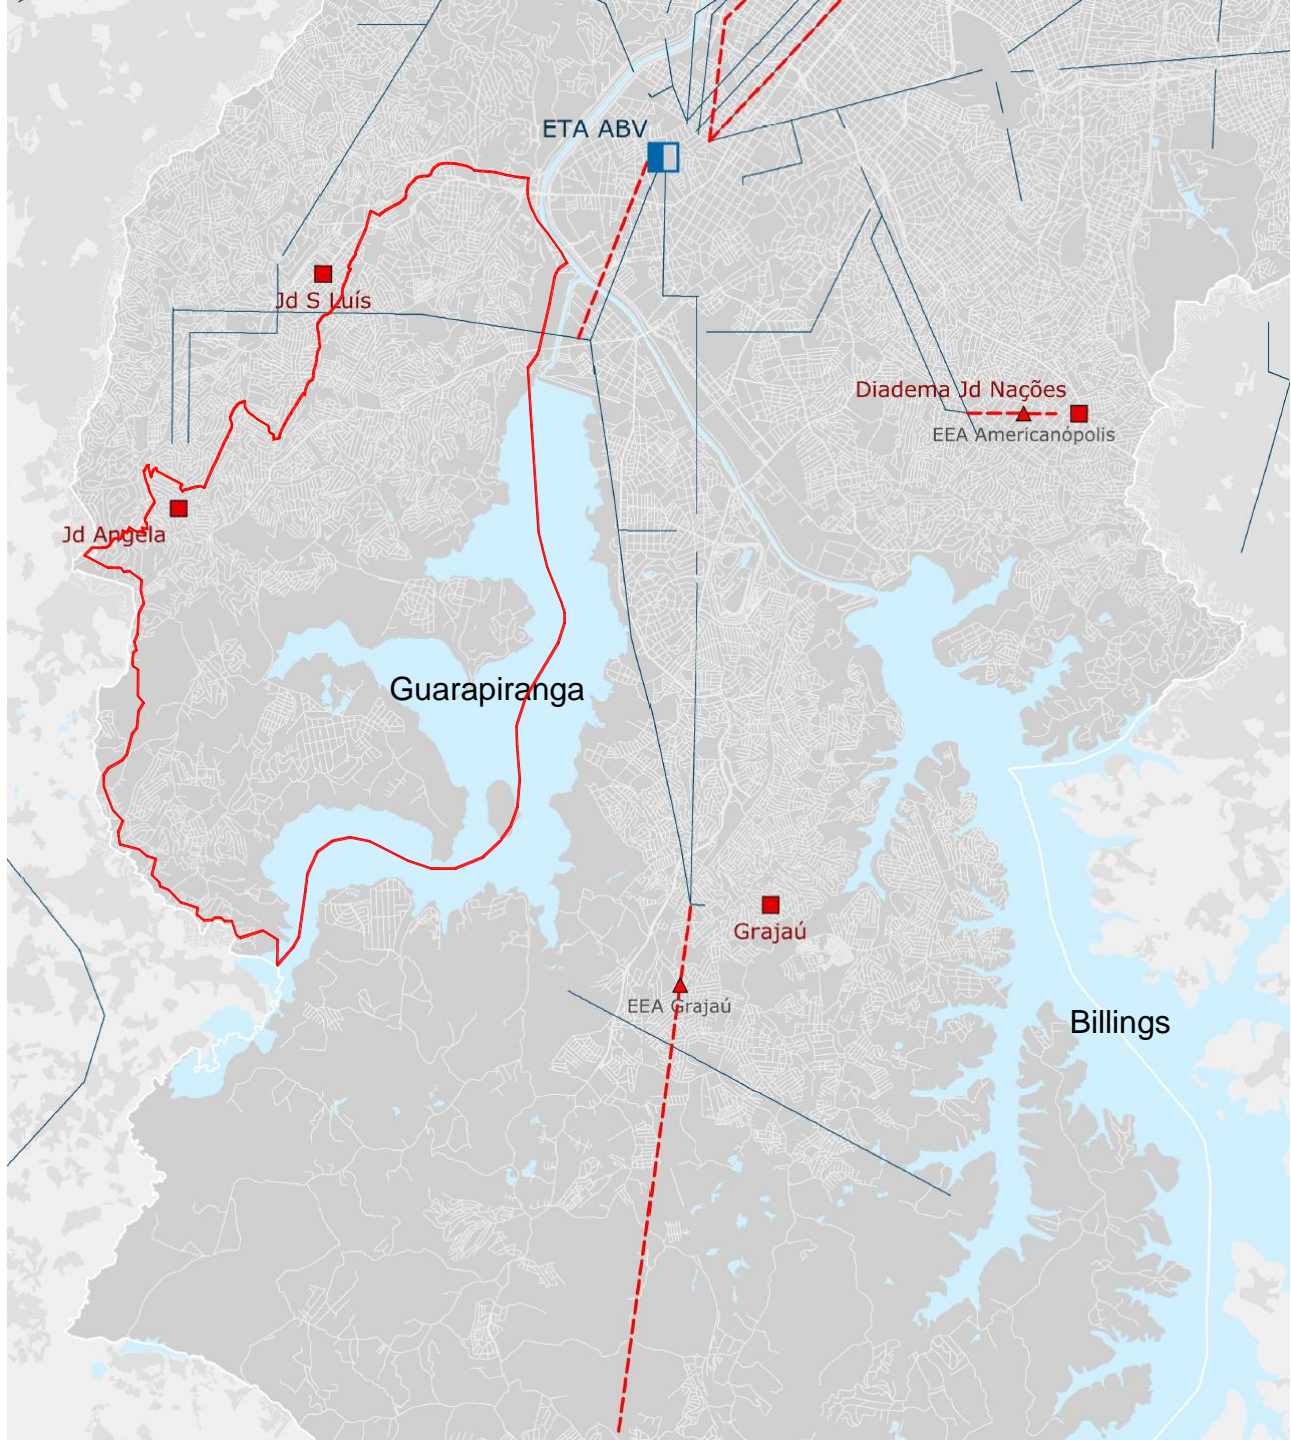 ETA ABV
Jd S Luís
Diadema Jd Nações
EEA Americanópolis
Jd Angela
Guarapiranga
Grajaú
EEA Grajaú
Billings